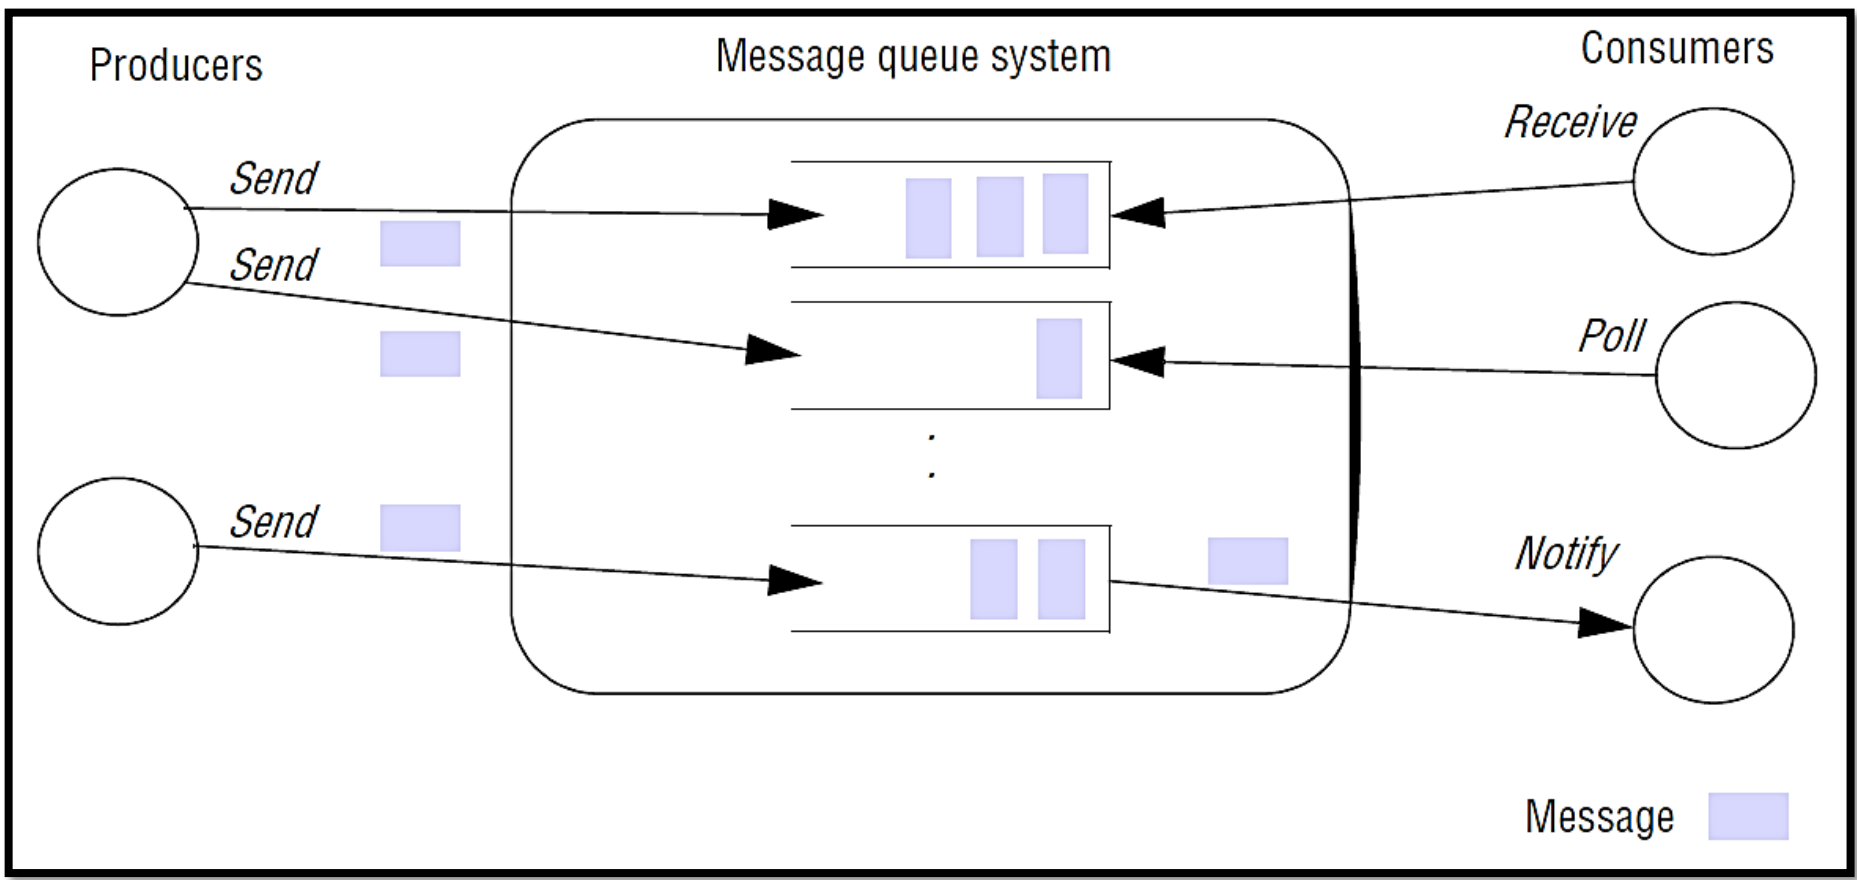 Producers
Message queue system
Consumers
Receive
Send
Send
Poll
Send
Notify
Message